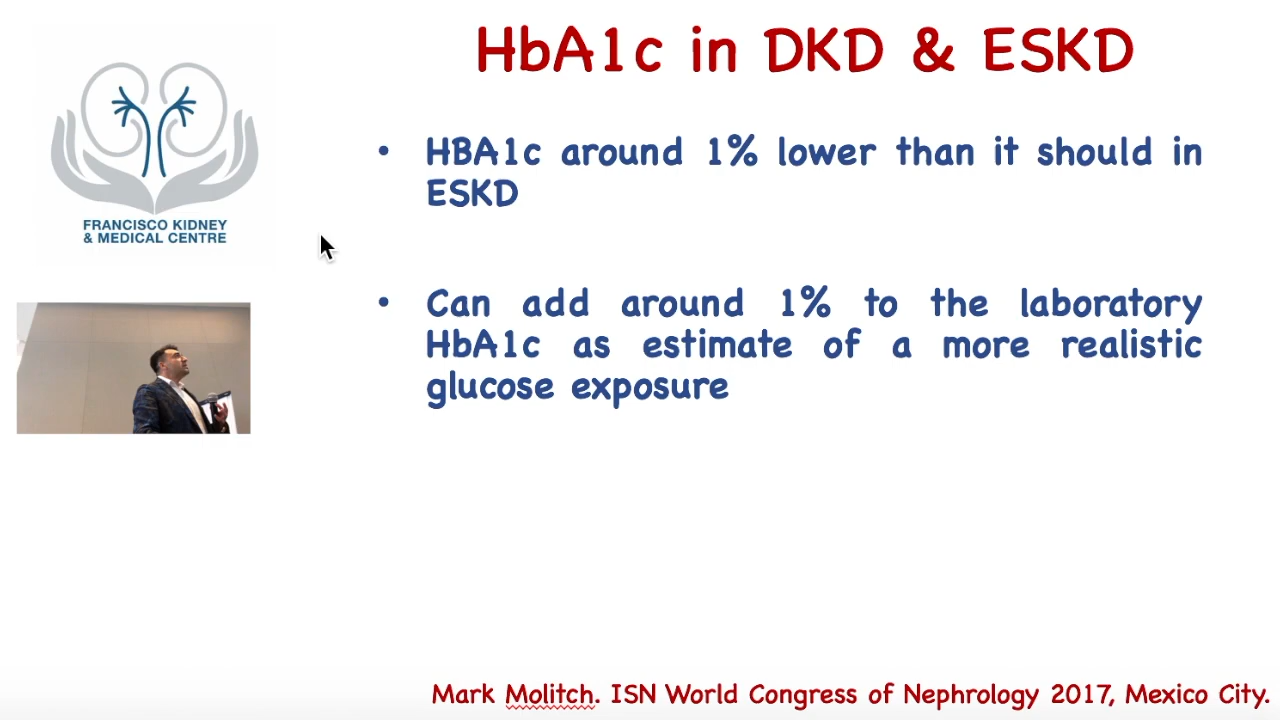 HbA1c in DKD & ESKD
FRANCISCO KIDNEY
& MEDICAL CENTRE
• HBA1c around 1% lower than it should in
ESKD
• Can add around 1% to the laboratory
HbA1c as estimate of a more realistic
glucose exposure
Mark Molitch. ISN World Congress of Nephrology 2017, Mexico City.